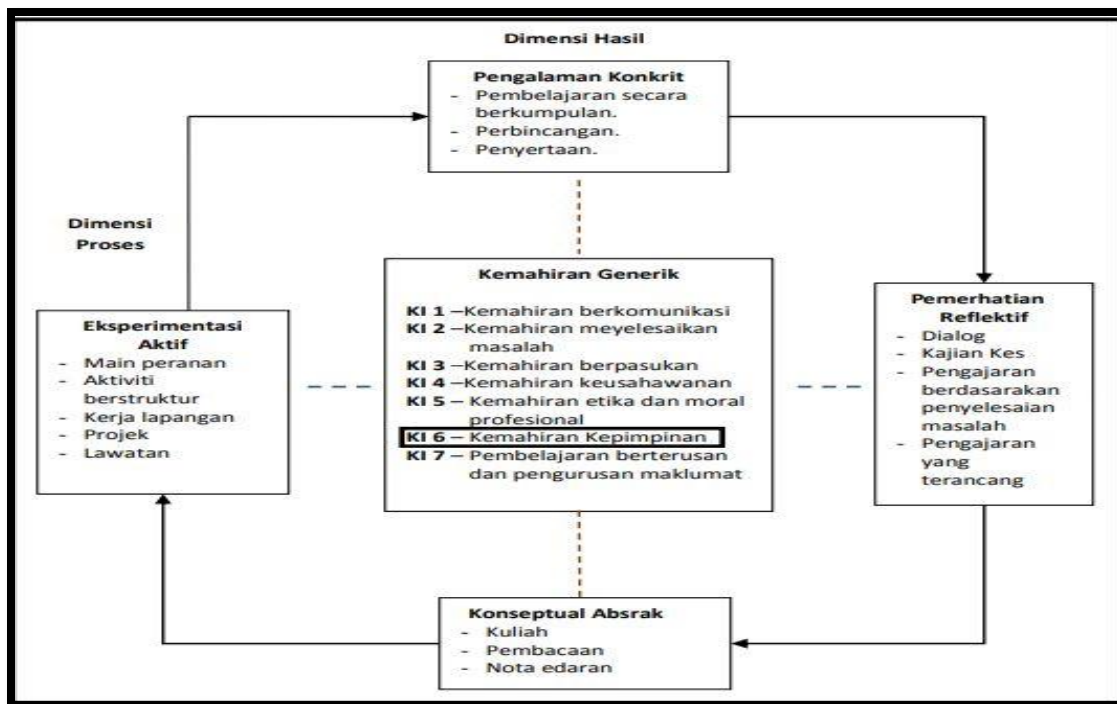 Dimensi Hasil
Pengalaman Konkrit
- Pembelajaran secara
berkumpulan.
- Perbincangan.
- Penyertaan.
Dimensi
Proses
Kemahiran Generik
KI 1 –Kemahiran berkomunikasi
KI 2 –Kemahiran meyelesaikan
masalah
KI 3 –Kemahiran berpasukan
KI 4 –Kemahiran keusahawanan
KI 5 – Kemahiran etika dan moral
profesional
KI 6 – Kemahiran Kepimpinan
KI 7 – Pembelajaran berterusan
dan pengurusan maklumat
Eksperimentasi
Aktif
- Main peranan
- Aktiviti
berstruktur
- Kerja lapangan
- Projek
- Lawatan
Pemerhatian
Reflektif
- Dialog
- Kajian Kes
- Pengajaran
berdasarakan
penyelesaian
masalah
- Pengajaran
yang
terancang
Konseptual Absrak
- Kuliah
- Pembacaan
- Nota edaran